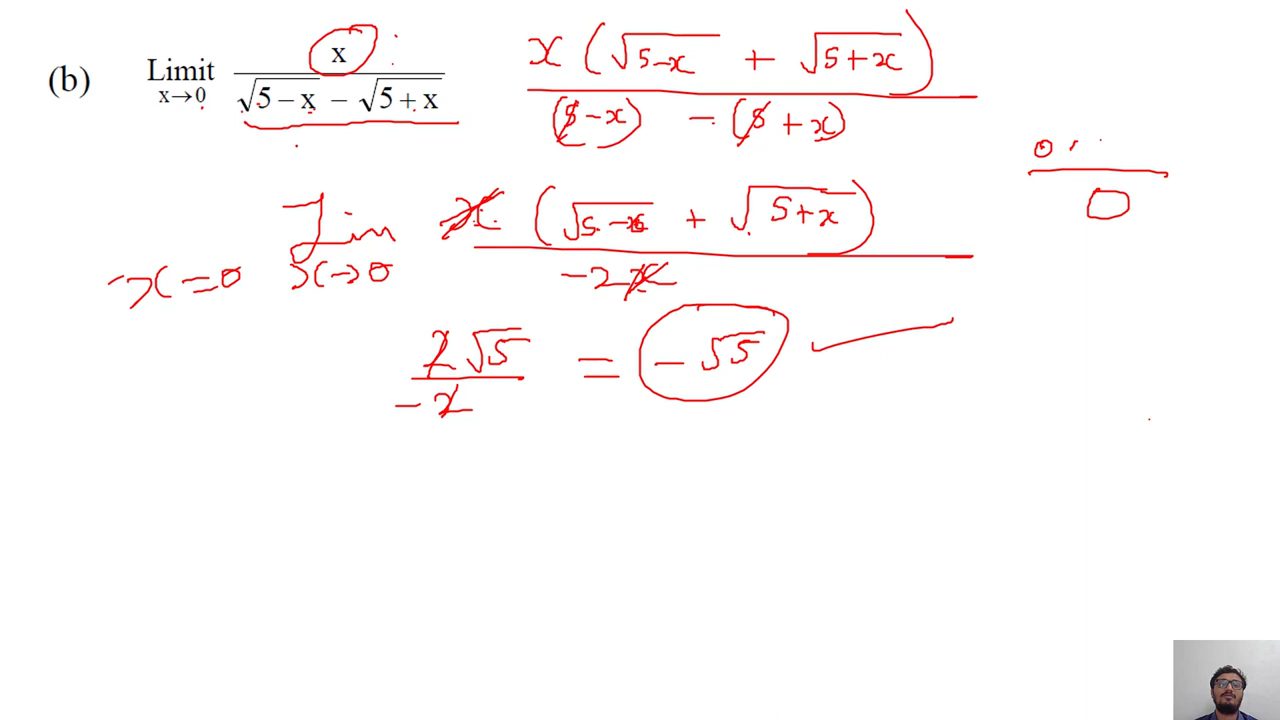 (b) Limit x→0 x / √5 − x − √5 + x
x ( √5-x + √5+x ) / (5-x) - (5+x)
0 / 0
Lim x→0 x ( √5-x + √5+x ) / -2x
x=0
2√5 / -2 = -√5